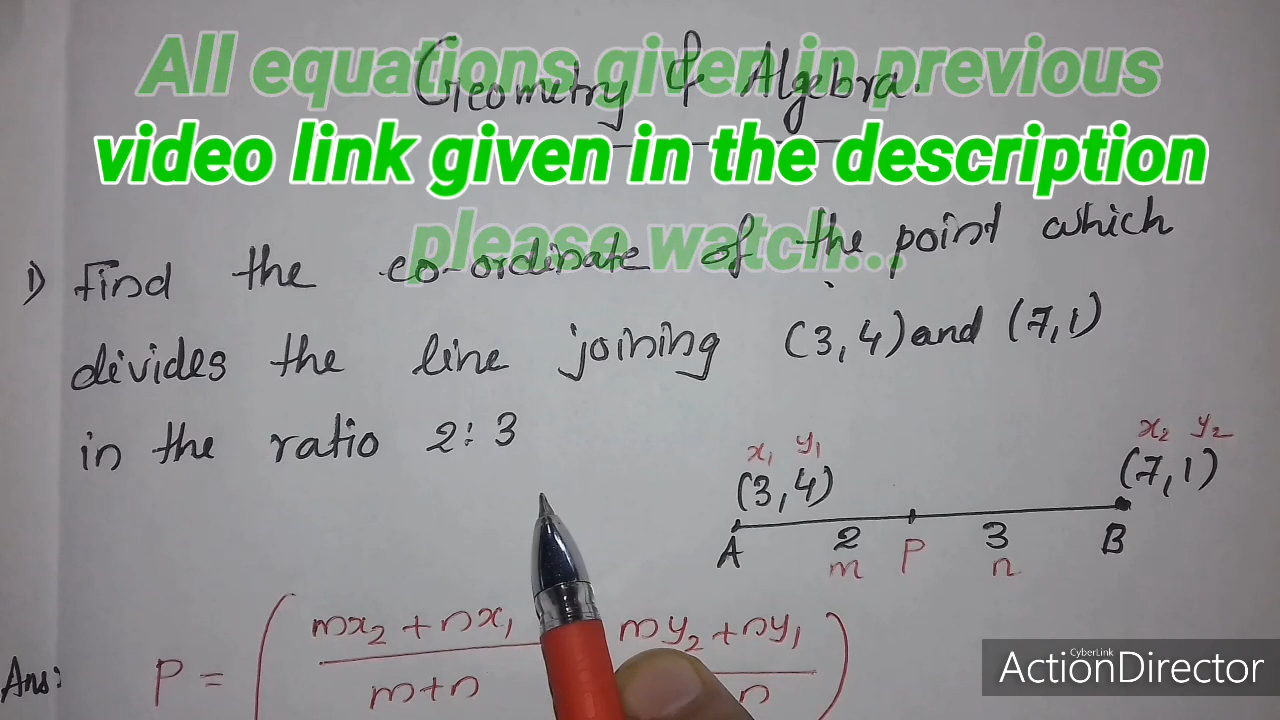 All equations given in previous
video link given in the description
please watch...
Geometry & Algebra.
1) Find the co-ordinate of the point which
divides the line joining (3,4) and (7,1)
in the ratio 2:3
x₁ y₁
(3,4)
x₂ y₂
(7,1)
A 2 P 3 B
m n
Ans: P = ( mx₂ + nx₁ / m+n my₂ + ny₁ / n )
CyberLink
ActionDirector